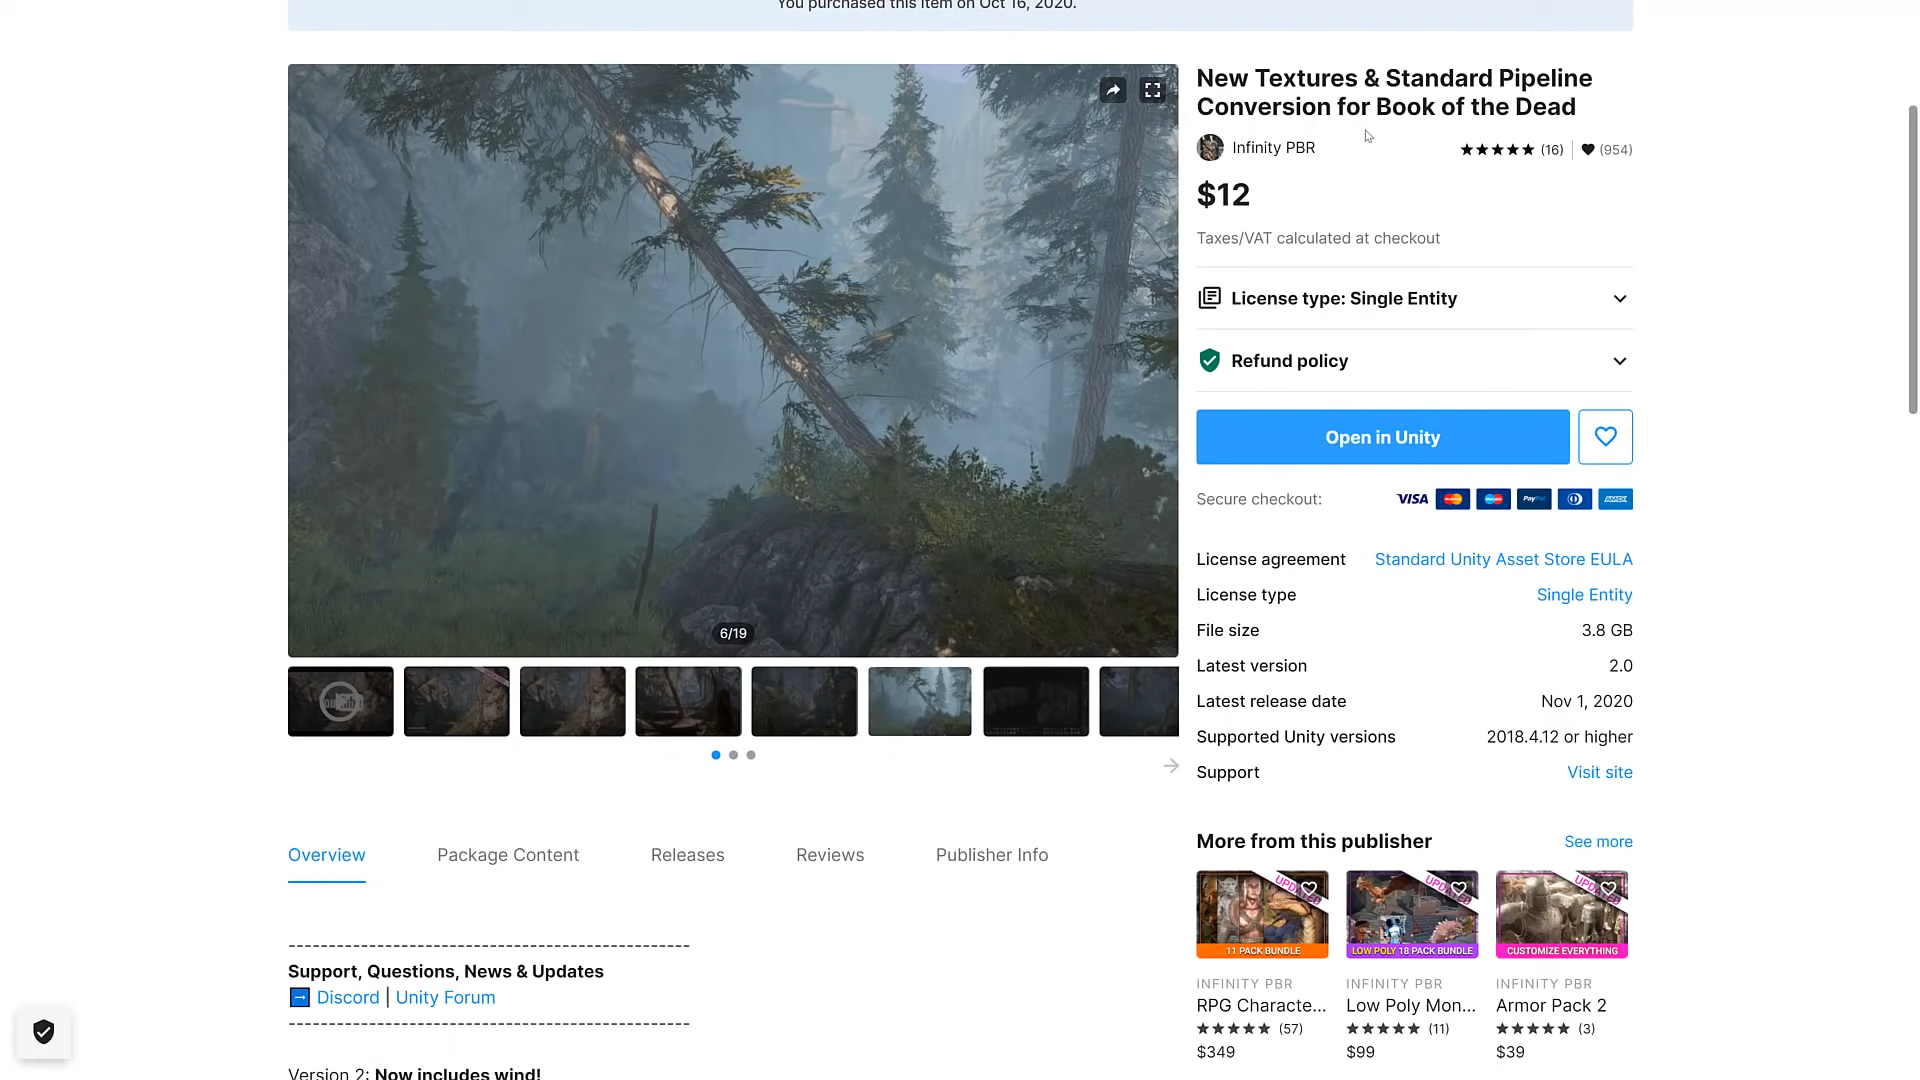 You purchased this item on Oct 16, 2020.
New Textures & Standard Pipeline
Conversion for Book of the Dead
Infinity PBR
(16)
(954)
$12
Taxes/VAT calculated at checkout
License type: Single Entity
Refund policy
Open in Unity
Secure checkout:
VISA
PayPal
AMEX
License agreement
Standard Unity Asset Store EULA
License type
Single Entity
File size
3.8 GB
Latest version
2.0
Latest release date
Nov 1, 2020
Supported Unity versions
2018.4.12 or higher
Support
Visit site
6/19
Overview
Package Content
Releases
Reviews
Publisher Info
More from this publisher
See more
UPDATED
11 PACK BUNDLE
UPDATED
LOW POLY 18 PACK BUNDLE
UPDATED
CUSTOMIZE EVERYTHING
INFINITY PBR
RPG Characte...
(57)
$349
INFINITY PBR
Low Poly Mon...
(11)
$99
INFINITY PBR
Armor Pack 2
(3)
$39
--------------------------------------------------
Support, Questions, News & Updates
Discord | Unity Forum
--------------------------------------------------
Version 2: Now includes wind!